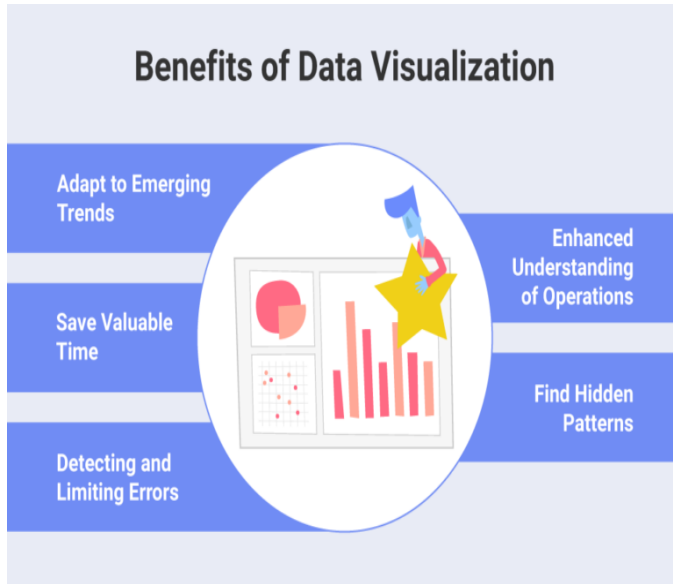 Benefits of Data Visualization
Adapt to Emerging
Trends
Save Valuable
Time
Detecting and
Limiting Errors
Enhanced
Understanding
of Operations
Find Hidden
Patterns